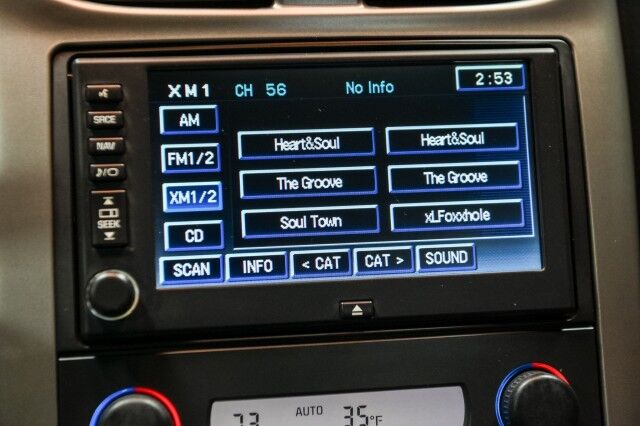 XM1 CH 56 No Info 2:53
AM
Heart&Soul Heart&Soul
SRCE
FM1/2
NAV
The Groove The Groove
XM1/2
SEEK
Soul Town xLFoxxhole
CD
SCAN INFO < CAT CAT > SOUND
73 AUTO 35°F